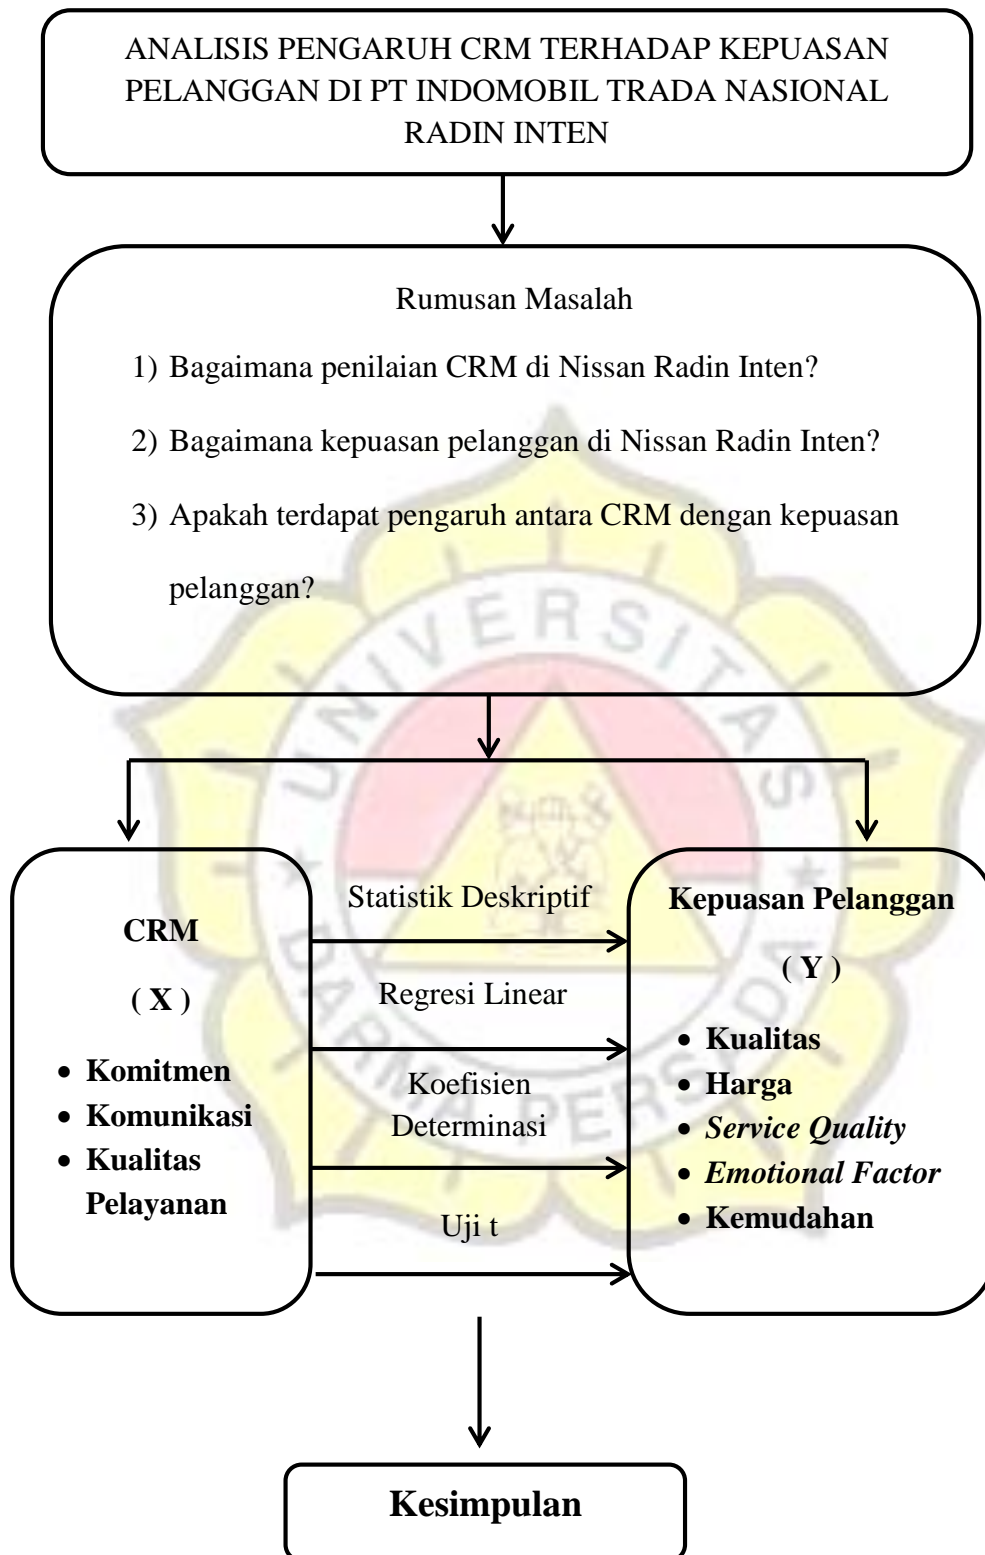 ANALISIS PENGARUH CRM TERHADAP KEPUASAN
PELANGGAN DI PT INDOMOBIL TRADA NASIONAL
RADIN INTEN
Rumusan Masalah
1) Bagaimana penilaian CRM di Nissan Radin Inten?
2) Bagaimana kepuasan pelanggan di Nissan Radin Inten?
3) Apakah terdapat pengaruh antara CRM dengan kepuasan
pelanggan?
UNIVERSITAS
DARMA PERSADA
CRM
( X )
• Komitmen
• Komunikasi
• Kualitas
Pelayanan
Statistik Deskriptif
Regresi Linear
Koefisien
Determinasi
Uji t
Kepuasan Pelanggan
( Y )
• Kualitas
• Harga
• Service Quality
• Emotional Factor
• Kemudahan
Kesimpulan